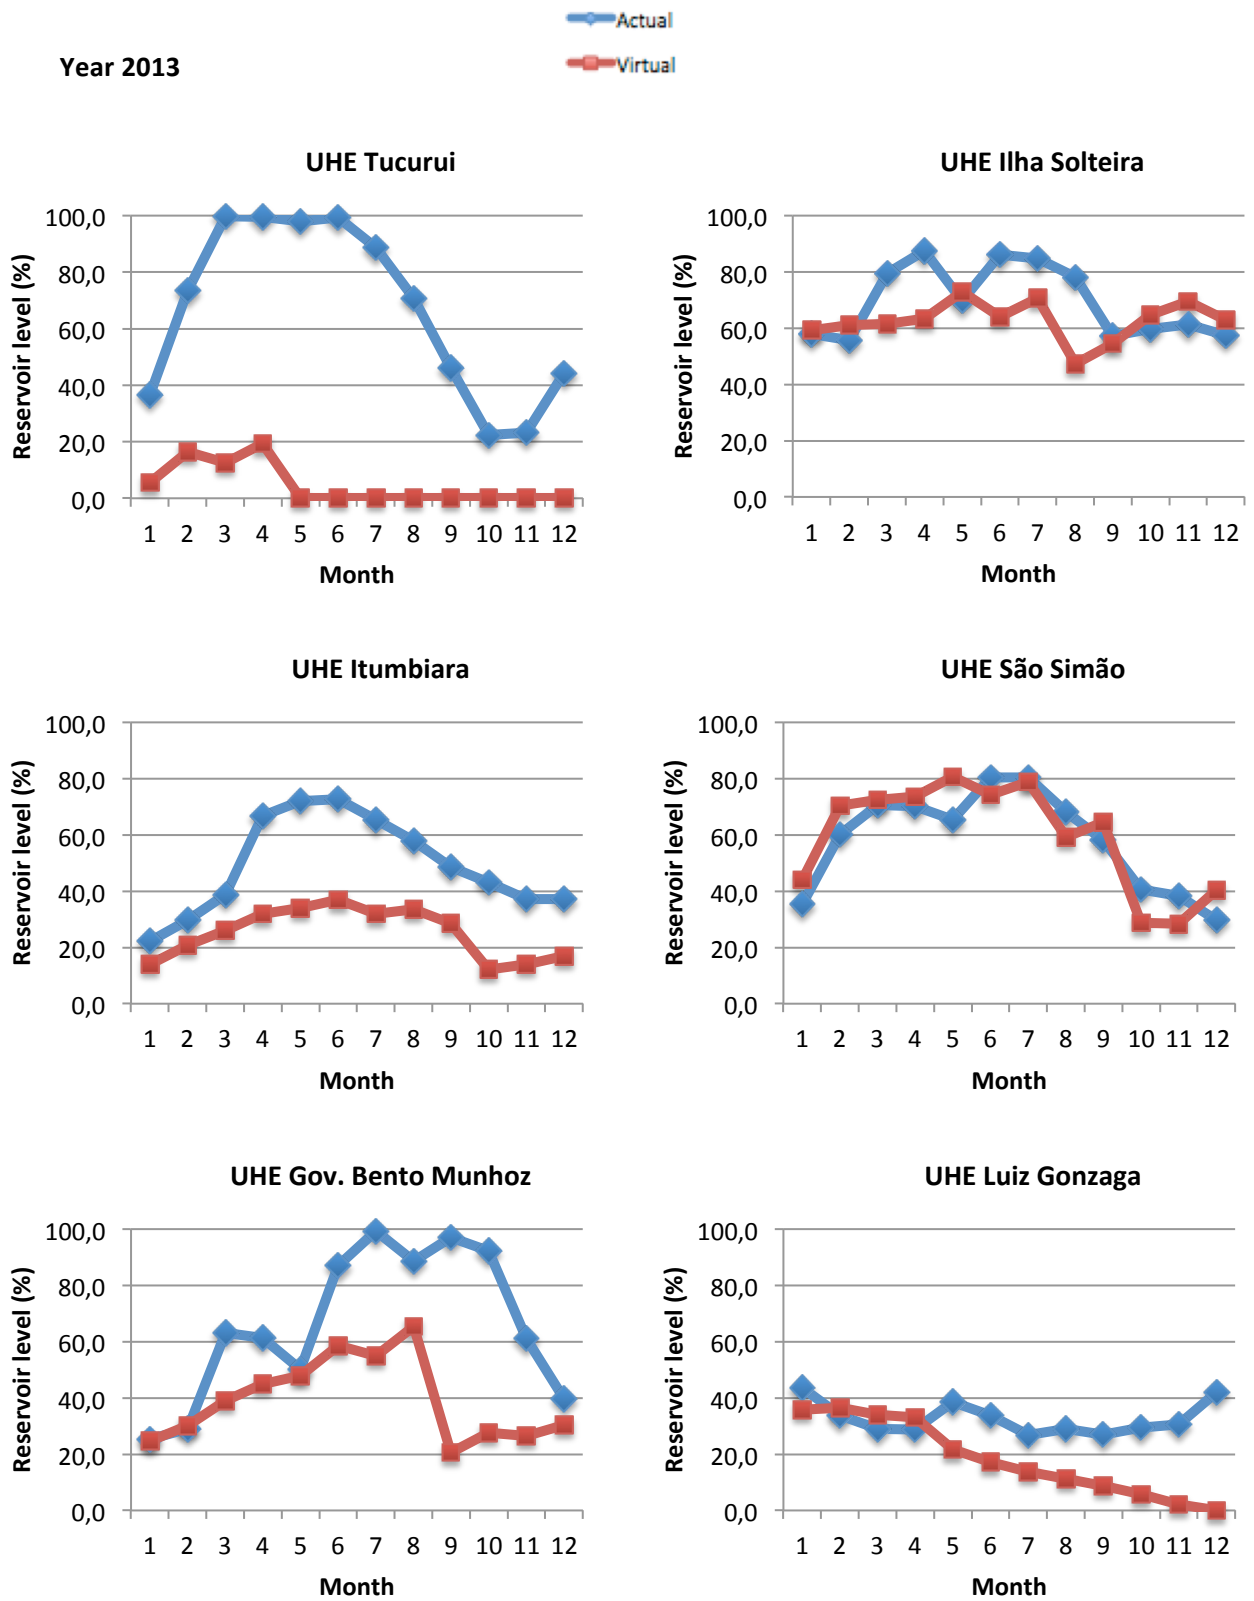 Actual
Virtual
Year 2013
UHE Tucurui
Reservoir level (%)
100,0
80,0
60,0
40,0
20,0
0,0
1 2 3 4 5 6 7 8 9 10 11 12
Month
UHE Ilha Solteira
Reservoir level (%)
100,0
80,0
60,0
40,0
20,0
0,0
1 2 3 4 5 6 7 8 9 10 11 12
Month
UHE Itumbiara
Reservoir level (%)
100,0
80,0
60,0
40,0
20,0
0,0
1 2 3 4 5 6 7 8 9 10 11 12
Month
UHE São Simão
Reservoir level (%)
100,0
80,0
60,0
40,0
20,0
0,0
1 2 3 4 5 6 7 8 9 10 11 12
Month
UHE Gov. Bento Munhoz
Reservoir level (%)
100,0
80,0
60,0
40,0
20,0
0,0
1 2 3 4 5 6 7 8 9 10 11 12
Month
UHE Luiz Gonzaga
Reservoir level (%)
100,0
80,0
60,0
40,0
20,0
0,0
1 2 3 4 5 6 7 8 9 10 11 12
Month